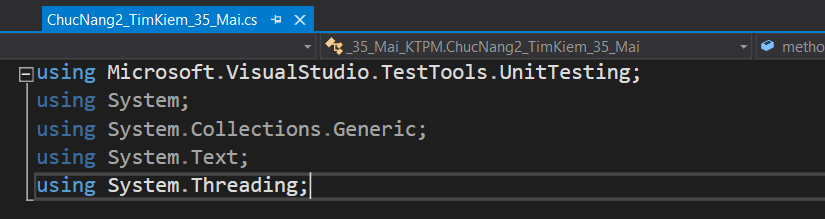 ChucNang2_TimKiem_35_Mai.cs
_35_Mai_KTPM.ChucNang2_TimKiem_35_Mai
metho
using Microsoft.VisualStudio.TestTools.UnitTesting;
using System;
using System.Collections.Generic;
using System.Text;
using System.Threading;